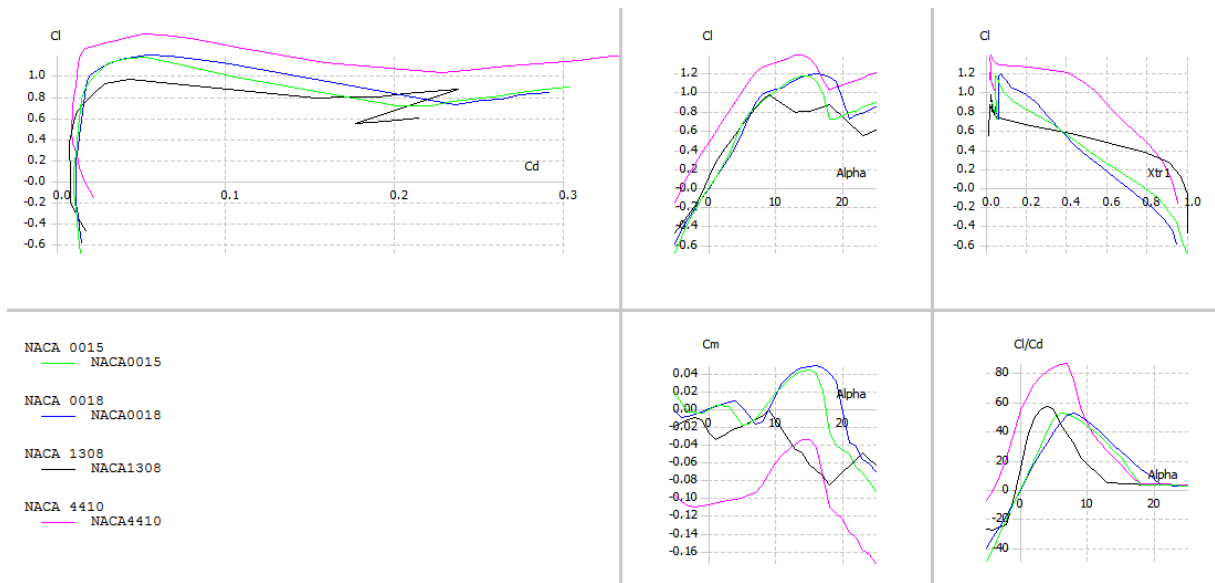 Cl
1.0
0.8
0.6
0.4
0.2
-0.0
-0.2
-0.4
-0.6
0.0 0.1 0.2 0.3
Cd
Cl
1.2
1.0
0.8
0.6
0.4
0.2
-0.0
-0.2
-0.4
-0.6
0 10 20
Alpha
Cl
1.2
1.0
0.8
0.6
0.4
0.2
-0.0
-0.2
-0.4
-0.6
0.0 0.2 0.4 0.6 0.8 1.0
Xtr1
NACA 0015
NACA0015
NACA 0018
NACA0018
NACA 1308
NACA1308
NACA 4410
NACA4410
Cm
0.04
0.02
0.00
-0.02
-0.04
-0.06
-0.08
-0.10
-0.12
-0.14
-0.16
0 10 20
Alpha
Cl/Cd
80
60
40
20
0
-20
-40
0 10 20
Alpha